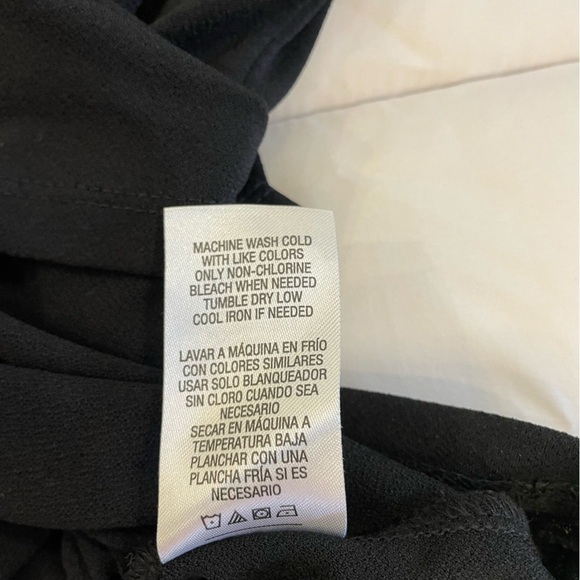 MACHINE WASH COLD
WITH LIKE COLORS
ONLY NON-CHLORINE
BLEACH WHEN NEEDED
TUMBLE DRY LOW
COOL IRON IF NEEDED
LAVAR A MÁQUINA EN FRÍO
CON COLORES SIMILARES
USAR SOLO BLANQUEADOR
SIN CLORO CUANDO SEA
NECESARIO
SECAR EN MÁQUINA A
TEMPERATURA BAJA
PLANCHAR CON UNA
PLANCHA FRÍA SI ES
NECESARIO